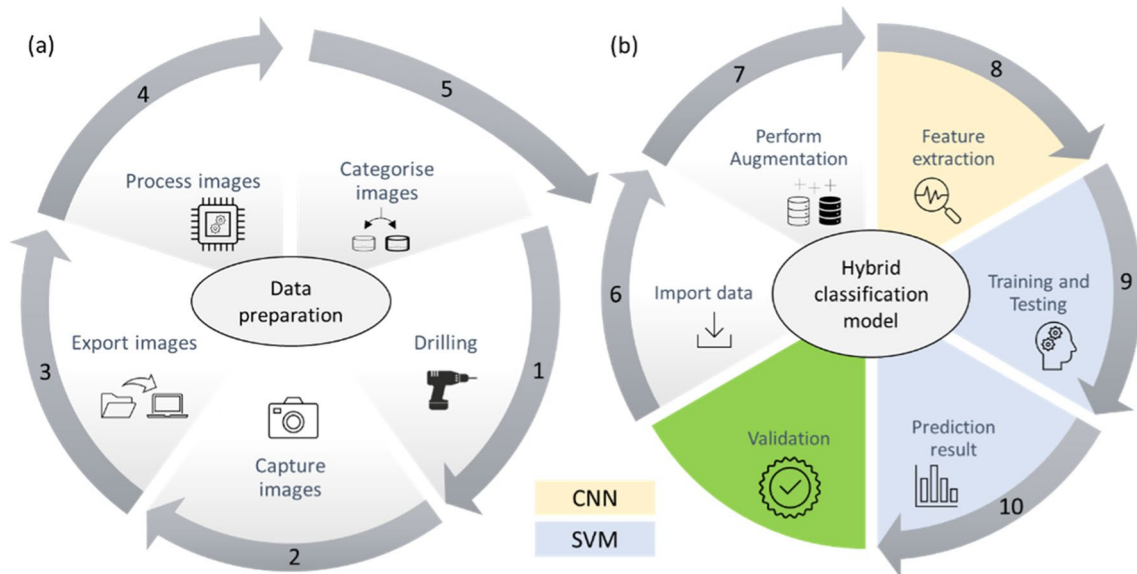 (a)
4
5
Process images
Categorise
images
Data
preparation
3
Export images
Drilling
1
Capture
images
2
(b)
7
8
Perform
Augmentation
Feature
extraction
6
Import data
Hybrid
classification
model
Training and
Testing
9
Validation
Prediction
result
10
CNN
SVM